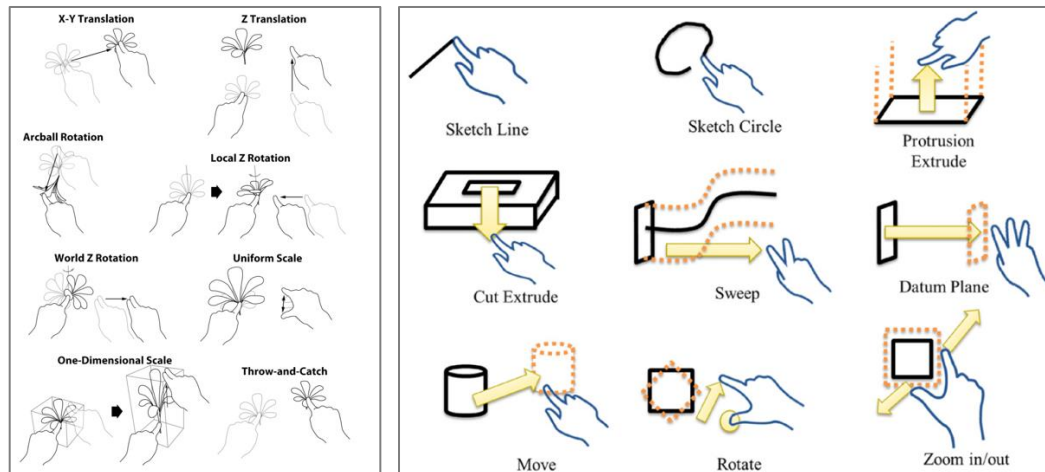 X-Y Translation
Z Translation
Arcball Rotation
Local Z Rotation
World Z Rotation
Uniform Scale
One-Dimensional Scale
Throw-and-Catch
Sketch Line
Sketch Circle
Protrusion
Extrude
Cut Extrude
Sweep
Datum Plane
Move
Rotate
Zoom in/out